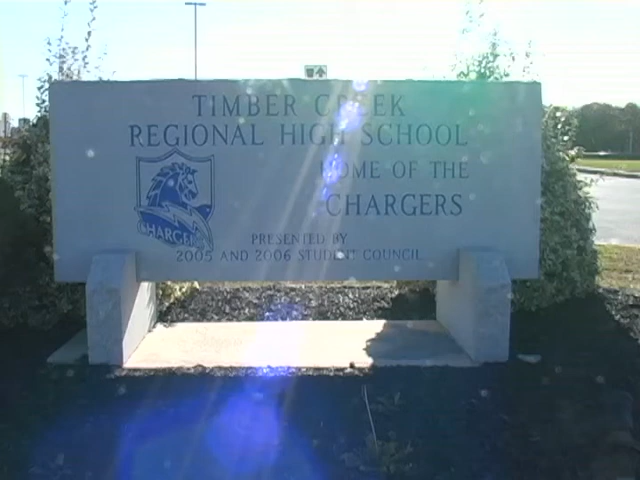 TIMBER CREEK
REGIONAL HIGH SCHOOL
HOME OF THE
CHARGERS
CHARGERS
PRESENTED BY
2005 AND 2006 STUDENT COUNCIL